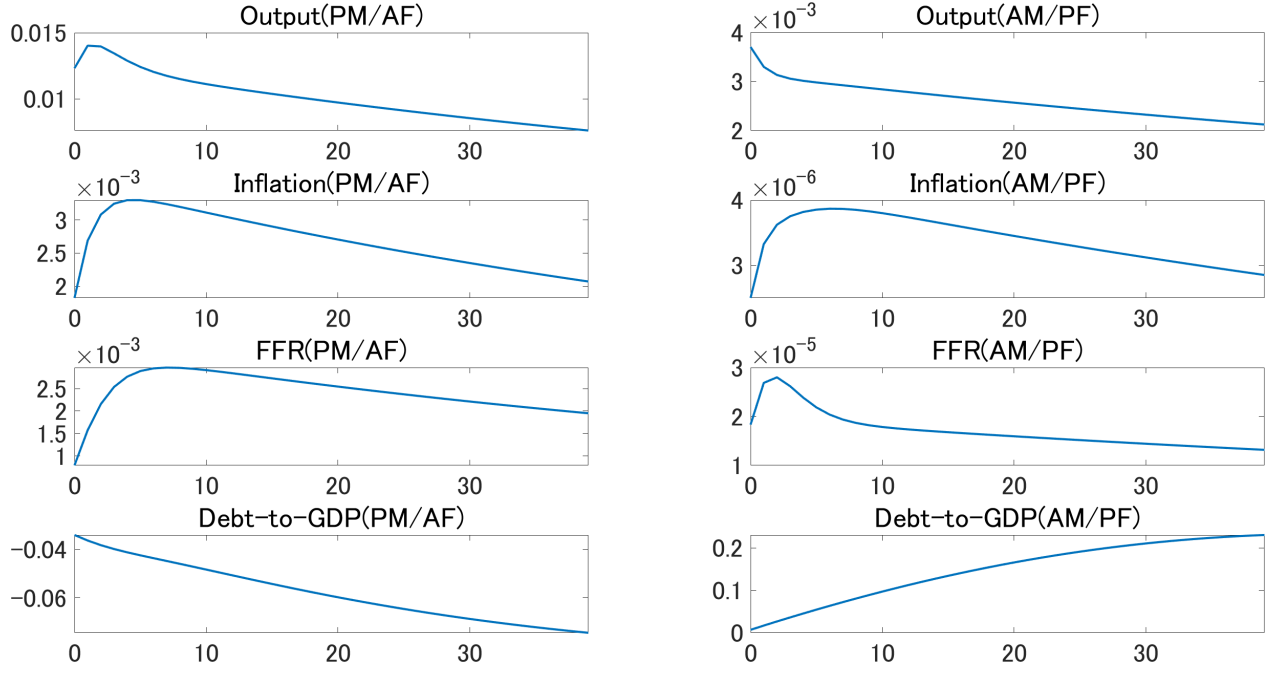 Output(PM/AF)
0.015
0.01
0 10 20 30
Output(AM/PF)
×10⁻³
4
3
2
0 10 20 30
Inflation(PM/AF)
×10⁻³
3
2.5
2
0 10 20 30
Inflation(AM/PF)
×10⁻⁶
4
3
0 10 20 30
FFR(PM/AF)
×10⁻³
2.5
2
1.5
1
0 10 20 30
FFR(AM/PF)
×10⁻⁵
3
2
1
0 10 20 30
Debt-to-GDP(PM/AF)
-0.04
-0.06
0 10 20 30
Debt-to-GDP(AM/PF)
0.2
0.1
0
0 10 20 30